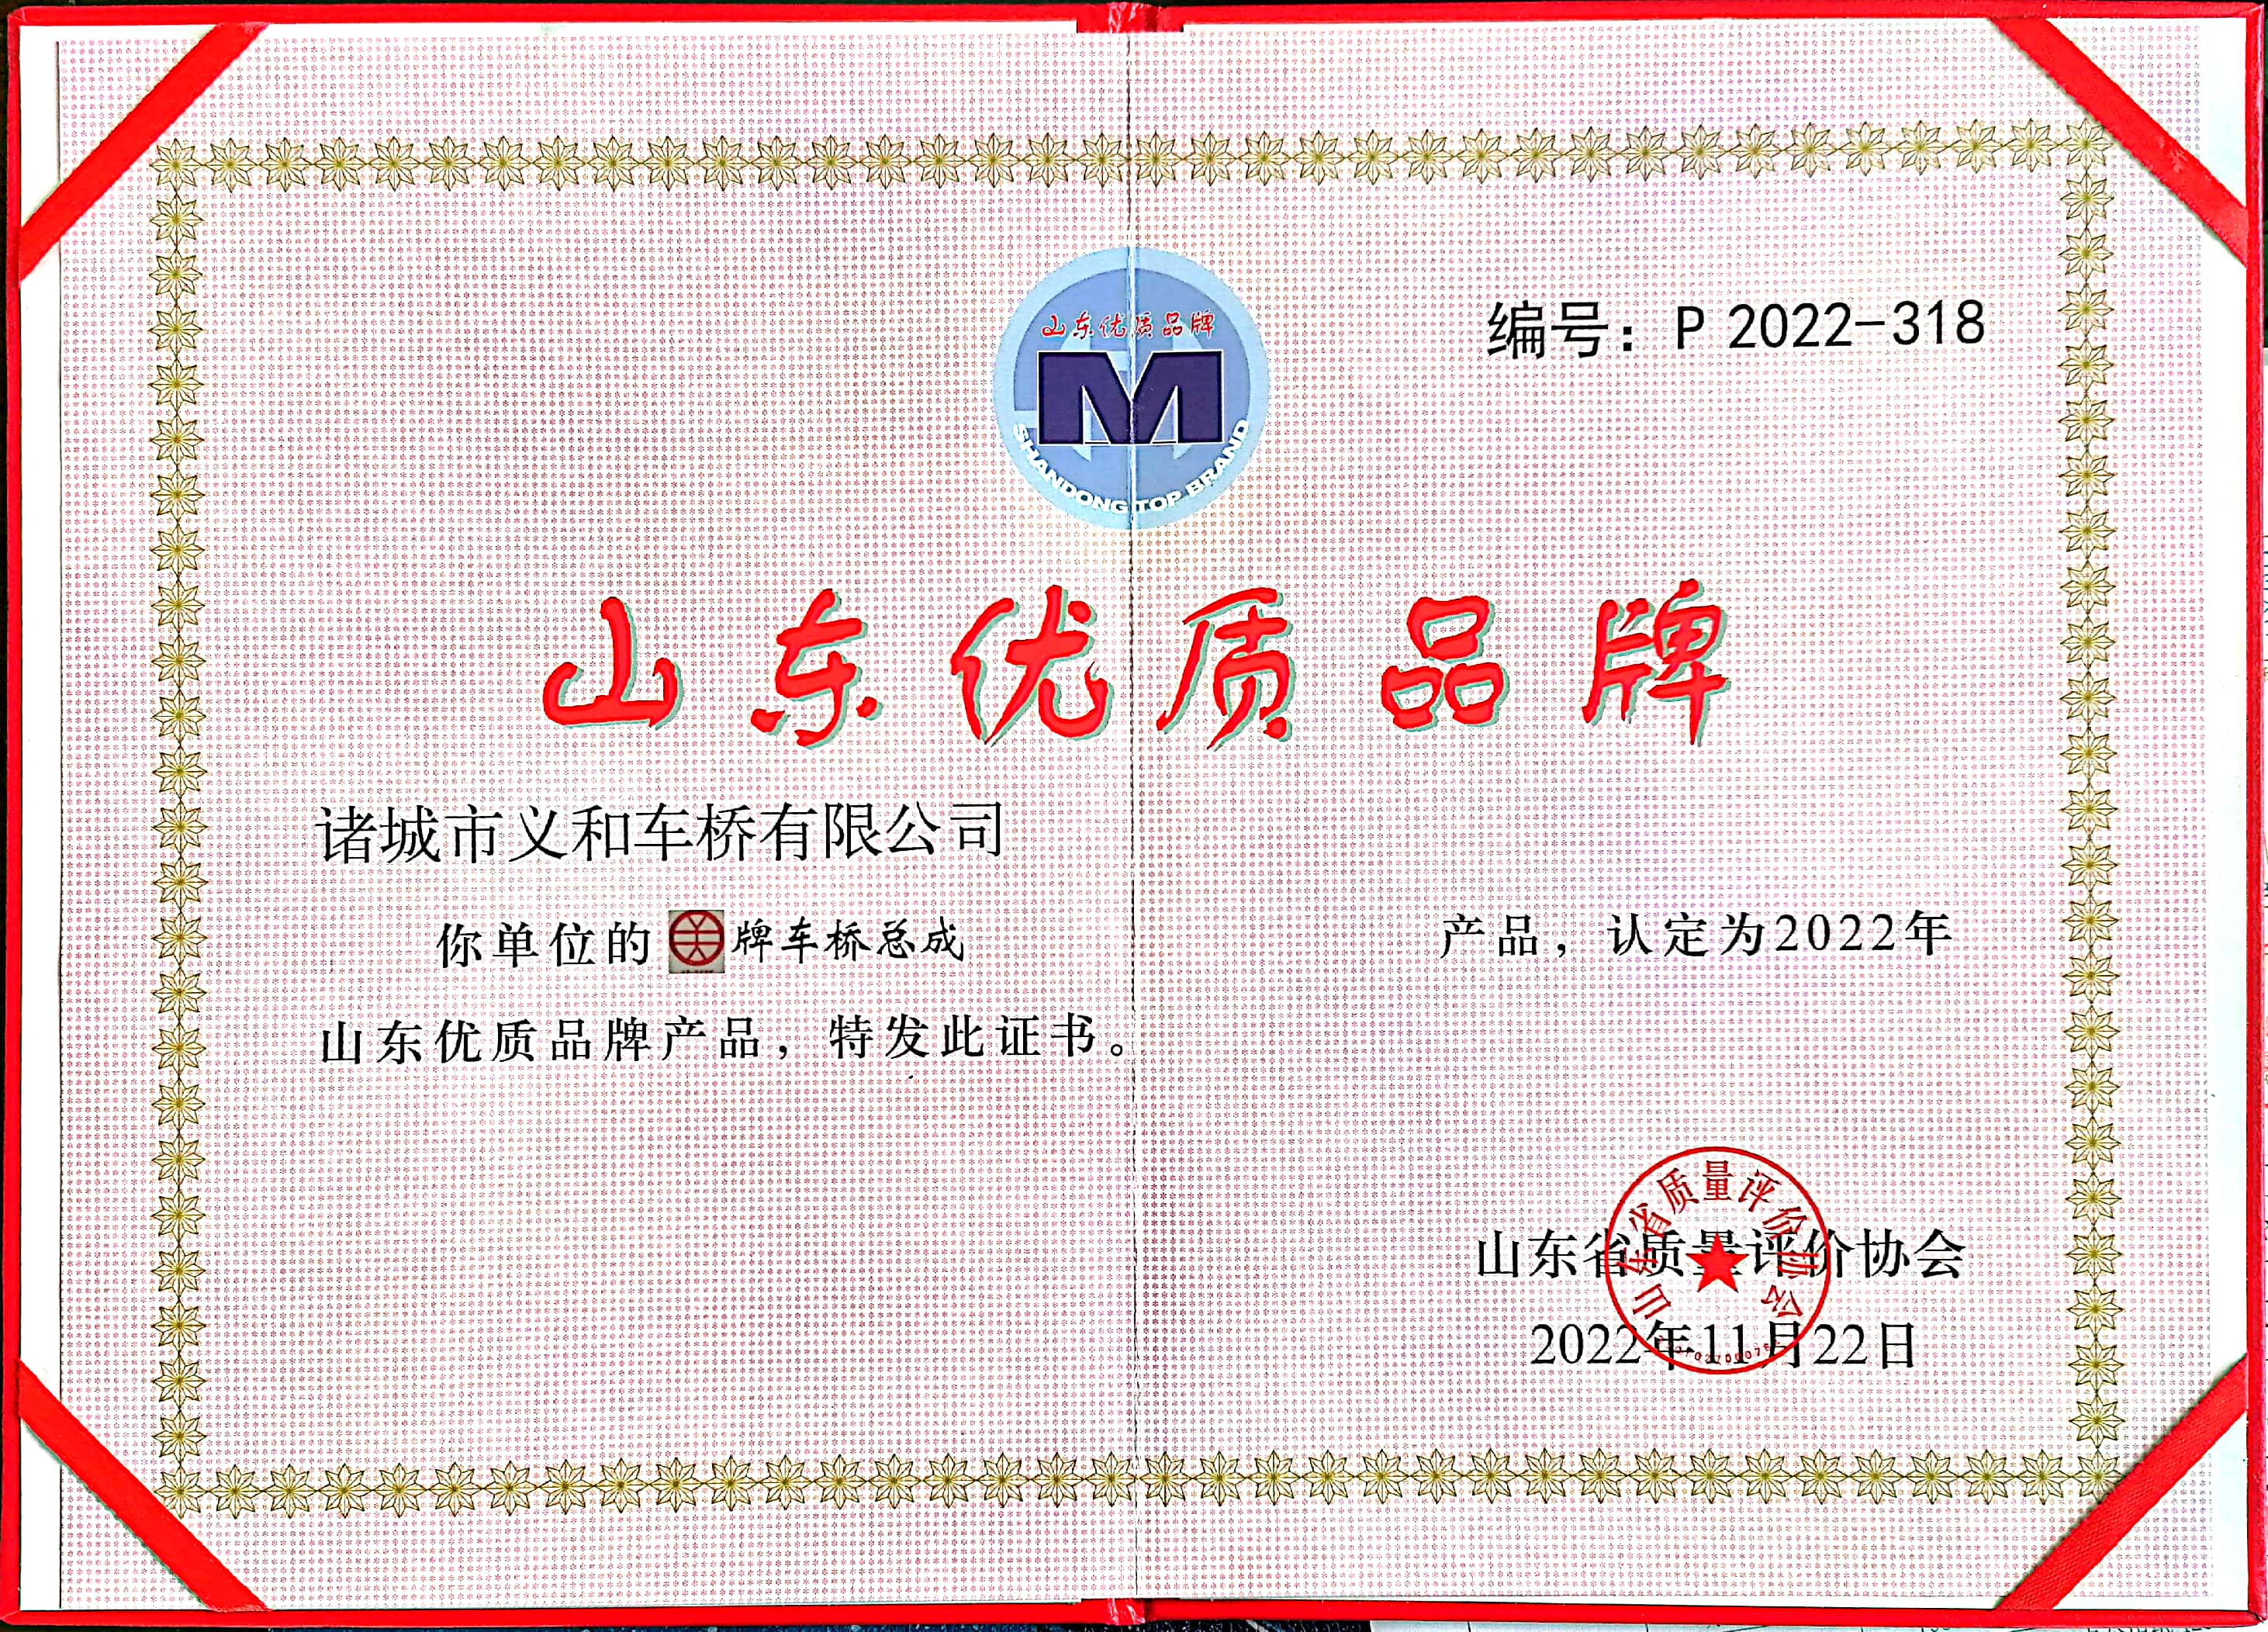 山东优质品牌
M
SHANDONG TOP BRAND
编号：P 2022-318
山东优质品牌
诸城市义和车桥有限公司
你单位的 牌车桥总成 产品，认定为2022年
山东优质品牌产品，特发此证书。
山东省质量评价协会
山东省质量评价协会
2022年11月22日